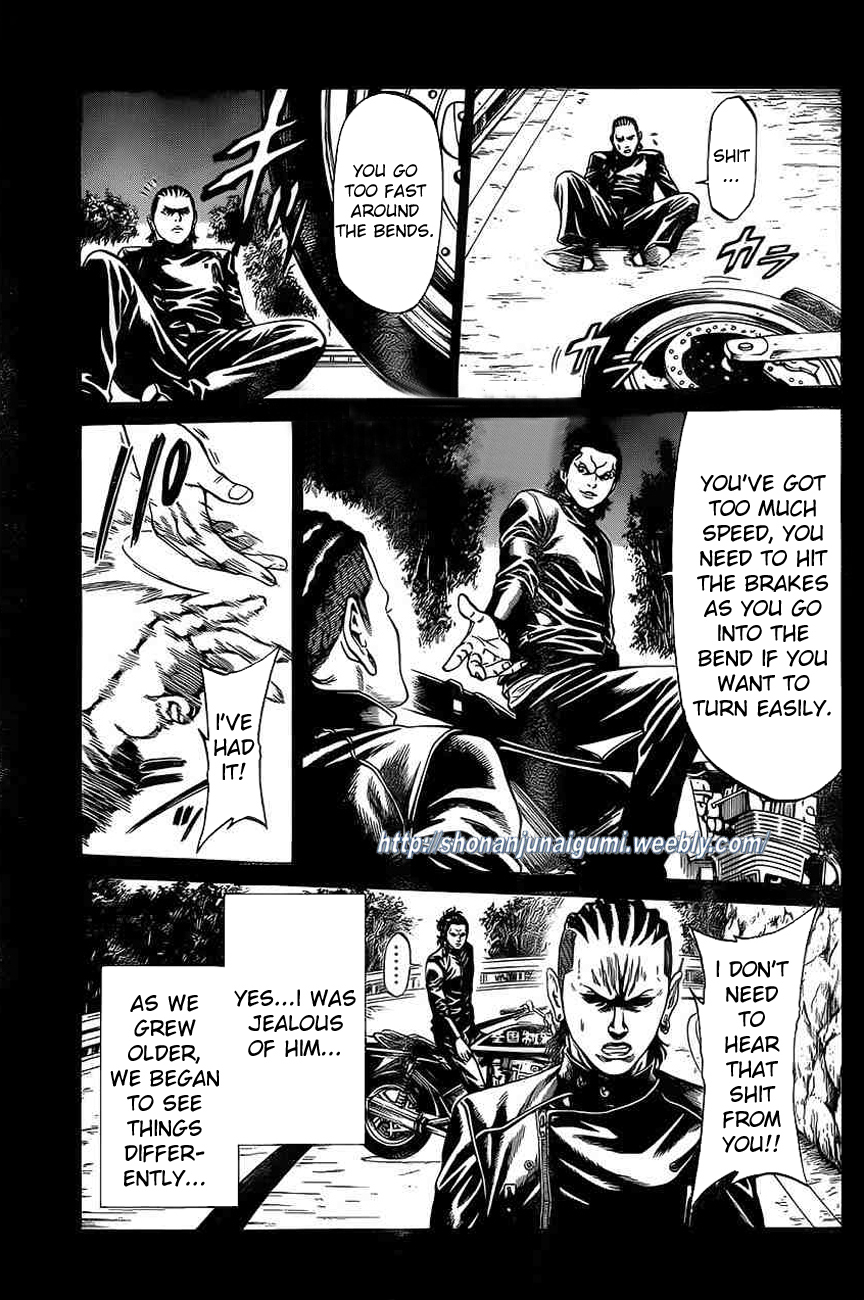 SHIT
...
カラ
カラ
YOU GO
TOO FAST
AROUND
THE BENDS.
YOU'VE GOT
TOO MUCH
SPEED, YOU
NEED TO HIT
THE BRAKES
AS YOU GO
INTO THE
BEND IF YOU
WANT TO
TURN EASILY.
I'VE
HAD
IT!
http://shonanjunaigumi.weebly.com/
I DON'T
NEED
TO
HEAR
THAT
SHIT
FROM
YOU!!
.....
YES...I WAS
JEALOUS
OF HIM...
AS WE
GREW
OLDER,
WE BEGAN
TO SEE
THINGS
DIFFER-
ENTLY...